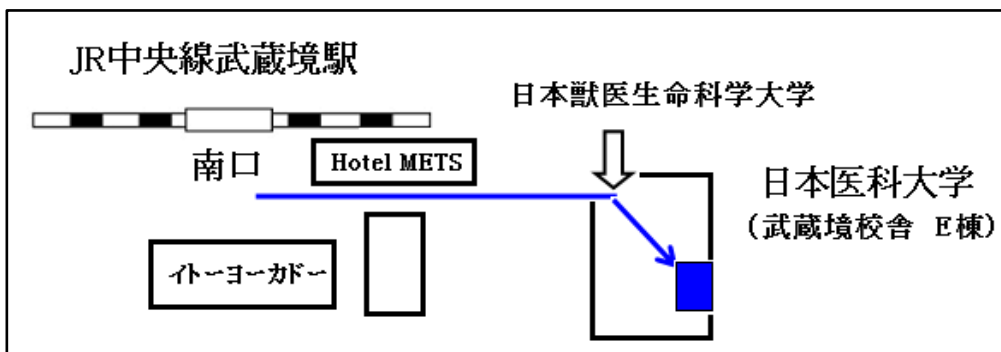 JR中央線武蔵境駅
日本獣医生命科学大学
南口
Hotel METS
日本医科大学
(武蔵境校舎 E棟)
イトーヨーカドー